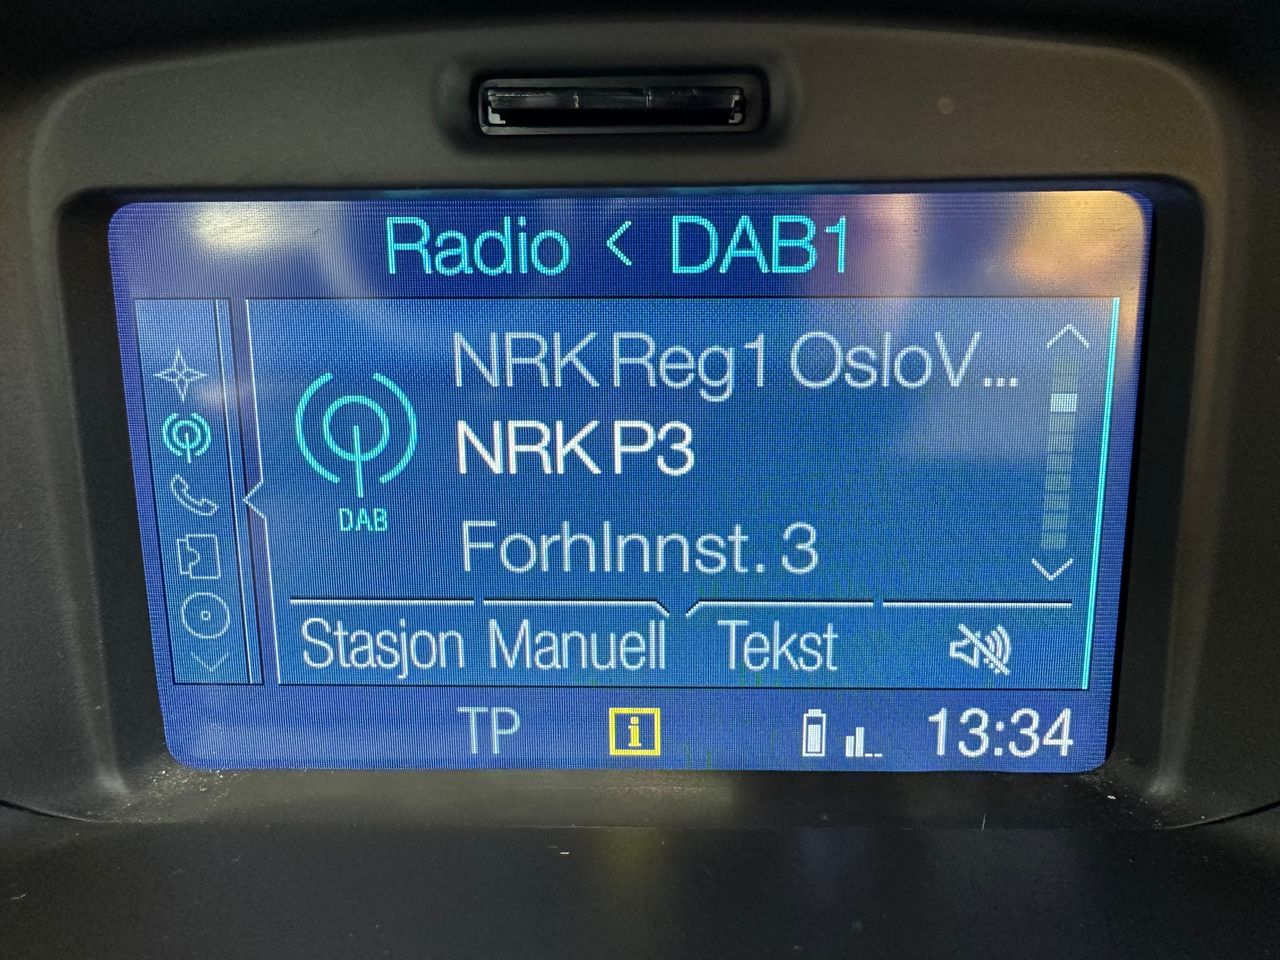 Radio < DAB1
NRK Reg1 OsloV...
NRK P3
DAB
ForhInnst. 3
Stasjon Manuell Tekst
TP i 13:34